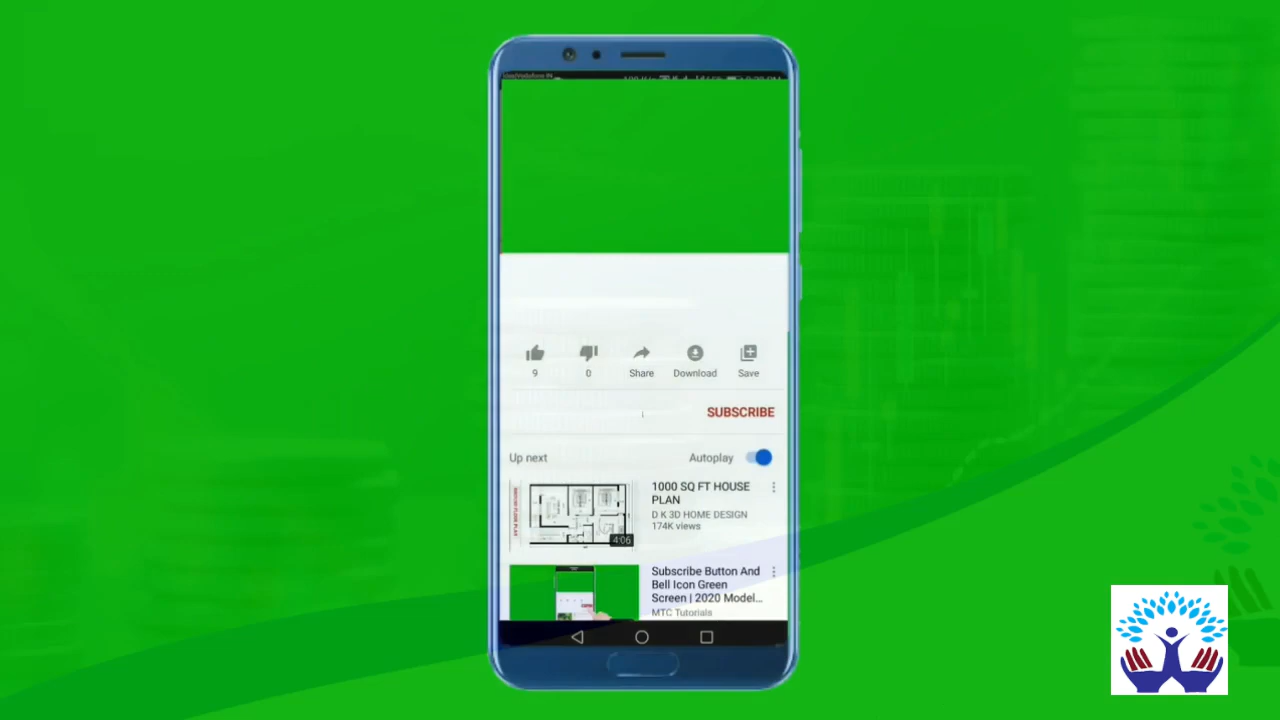 9
0
Share
Download
Save
SUBSCRIBE
Up next
Autoplay
1000 SQ FT HOUSE
PLAN
D K 3D HOME DESIGN
174K views
4:06
Subscribe Button And
Bell Icon Green
Screen | 2020 Model...
MTC Tutorials